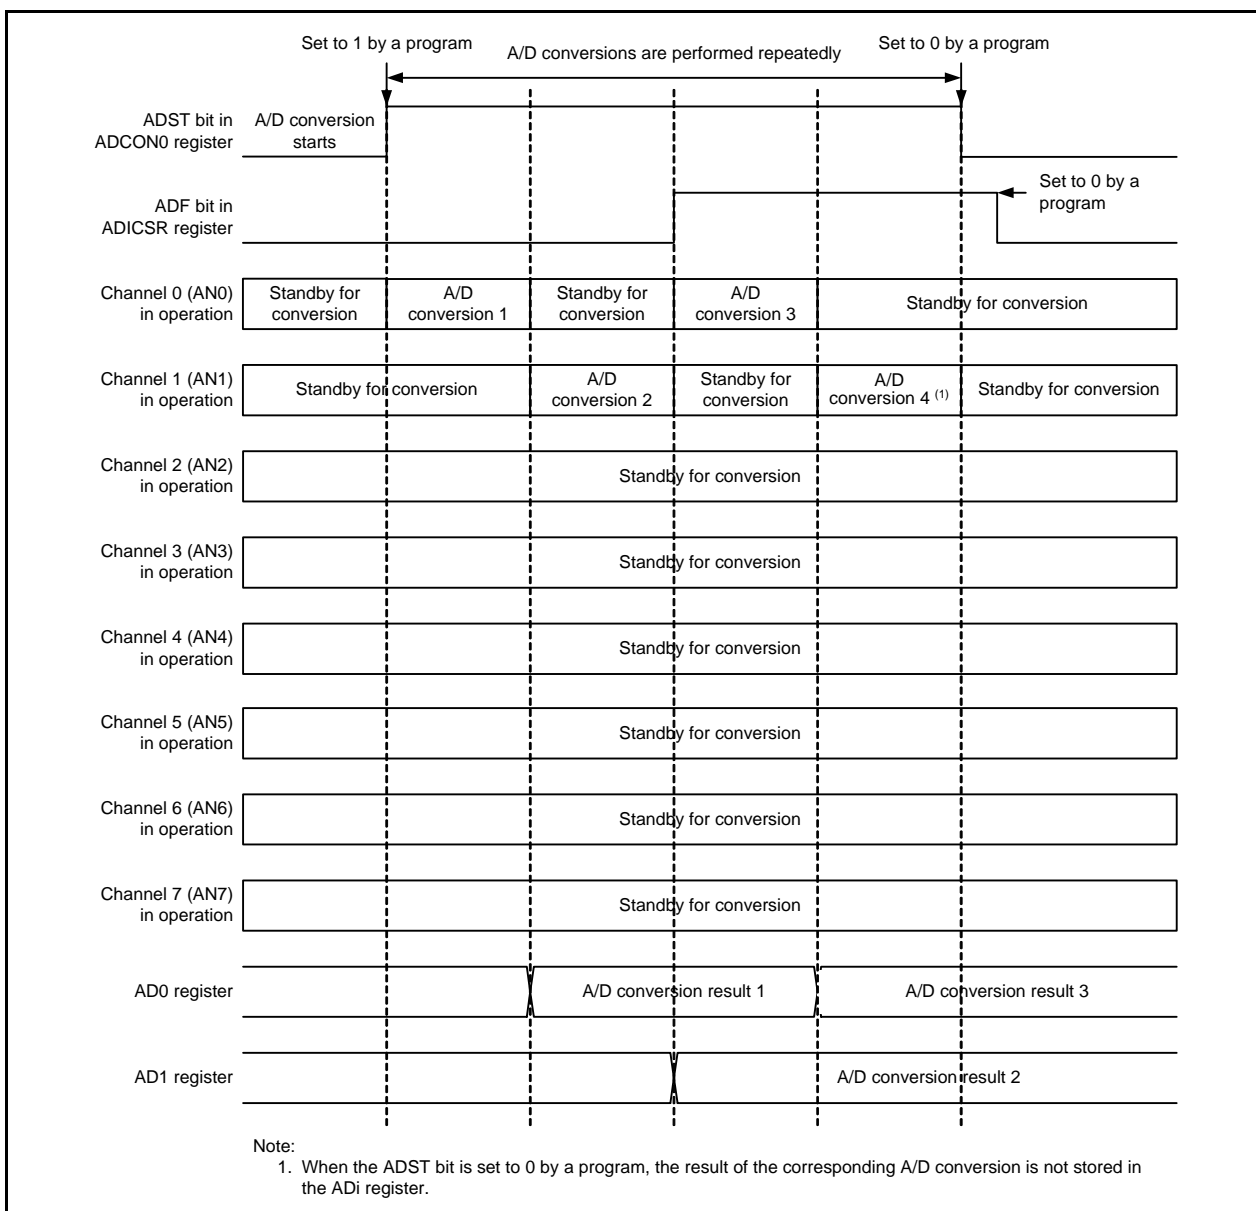 Set to 1 by a program
A/D conversions are performed repeatedly
Set to 0 by a program
ADST bit in
ADCON0 register
A/D conversion
starts
ADF bit in
ADICSR register
Set to 0 by a
program
Channel 0 (AN0)
in operation
Standby for
conversion
A/D
conversion 1
Standby for
conversion
A/D
conversion 3
Standby for conversion
Channel 1 (AN1)
in operation
Standby for conversion
A/D
conversion 2
Standby for
conversion
A/D
conversion 4 (1)
Standby for conversion
Channel 2 (AN2)
in operation
Standby for conversion
Channel 3 (AN3)
in operation
Standby for conversion
Channel 4 (AN4)
in operation
Standby for conversion
Channel 5 (AN5)
in operation
Standby for conversion
Channel 6 (AN6)
in operation
Standby for conversion
Channel 7 (AN7)
in operation
Standby for conversion
AD0 register
A/D conversion result 1
A/D conversion result 3
AD1 register
A/D conversion result 2
Note:
1. When the ADST bit is set to 0 by a program, the result of the corresponding A/D conversion is not stored in
the ADi register.